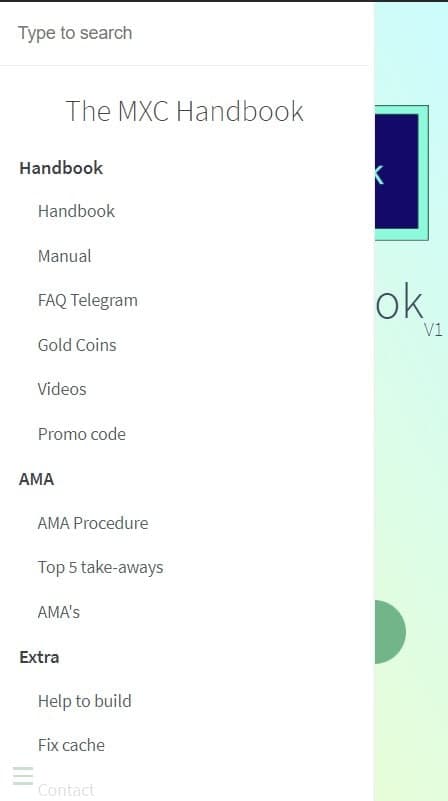 Type to search
The MXC Handbook
Handbook
Handbook
Manual
FAQ Telegram
Gold Coins
Videos
Promo code
AMA
AMA Procedure
Top 5 take-aways
AMA's
Extra
Help to build
Fix cache
Contact
k
ok
V1